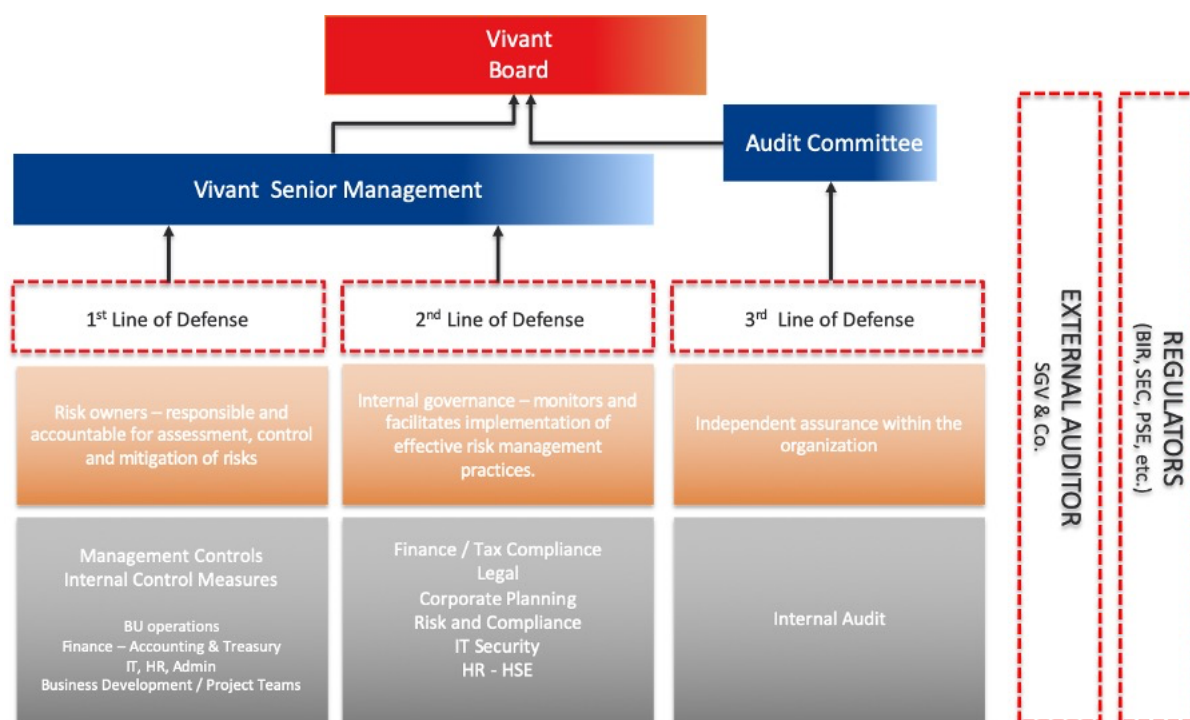 Vivant
Board
Audit Committee
Vivant Senior Management
1st Line of Defense
2nd Line of Defense
3rd Line of Defense
Risk owners – responsible and
accountable for assessment, control
and mitigation of risks
Internal governance – monitors and
facilitates implementation of
effective risk management
practices.
Independent assurance within the
organization
Management Controls
Internal Control Measures
BU operations
Finance – Accounting & Treasury
IT, HR, Admin
Business Development / Project Teams
Finance / Tax Compliance
Legal
Corporate Planning
Risk and Compliance
IT Security
HR - HSE
Internal Audit
EXTERNAL AUDITOR
SGV & Co.
REGULATORS
(BIR, SEC, PSE, etc.)